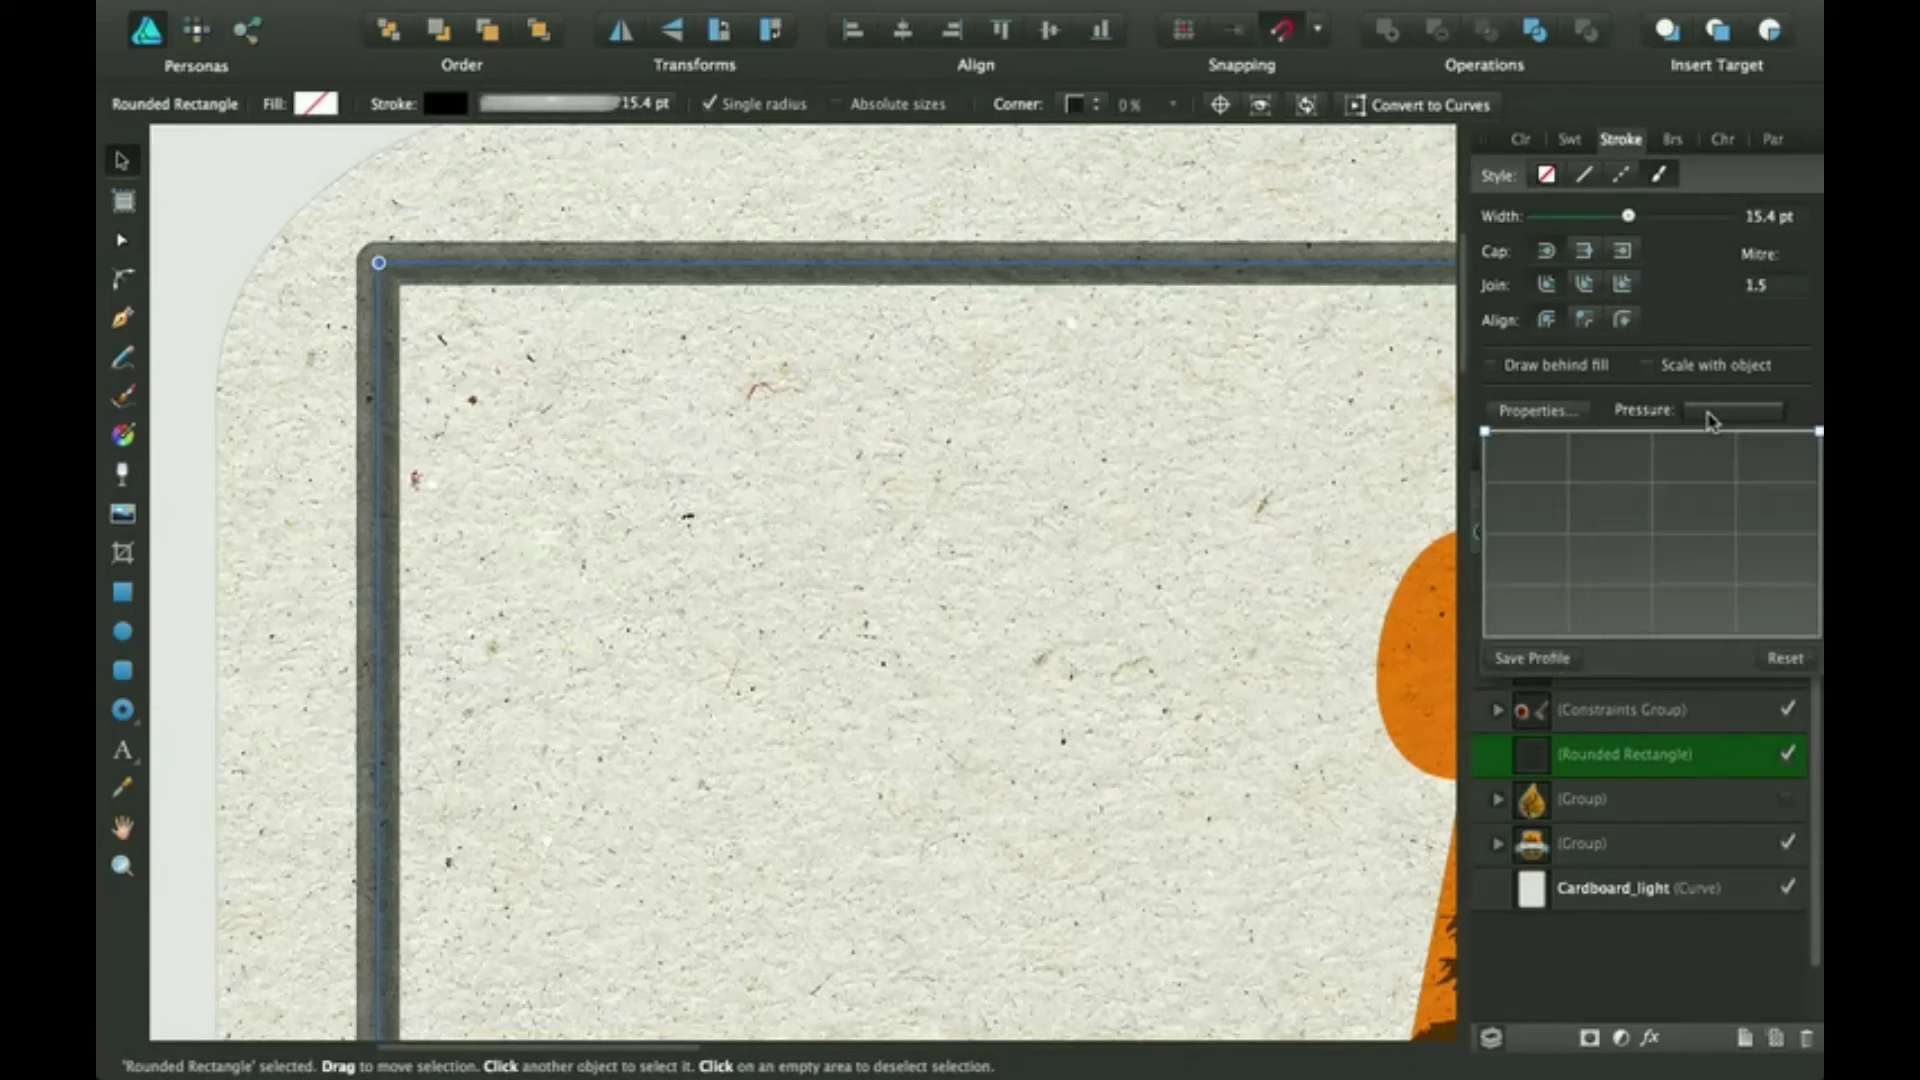 Personas
Order
Transforms
Align
Snapping
Operations
Insert Target
Rounded Rectangle Fill: Stroke: 15.4 pt Single radius Absolute sizes Corner: 0 % Convert to Curves
Clr Swt Stroke Brs Chr Par
Style:
Width: 15.4 pt
Cap: Mitre:
Join: 1.5
Align:
Draw behind fill Scale with object
Properties... Pressure:
Save Profile Reset
(Constraints Group)
(Rounded Rectangle)
(Group)
(Group)
Cardboard_light (Curve)
A
fx
'Rounded Rectangle' selected. Drag to move selection. Click another object to select it. Click on an empty area to deselect selection.